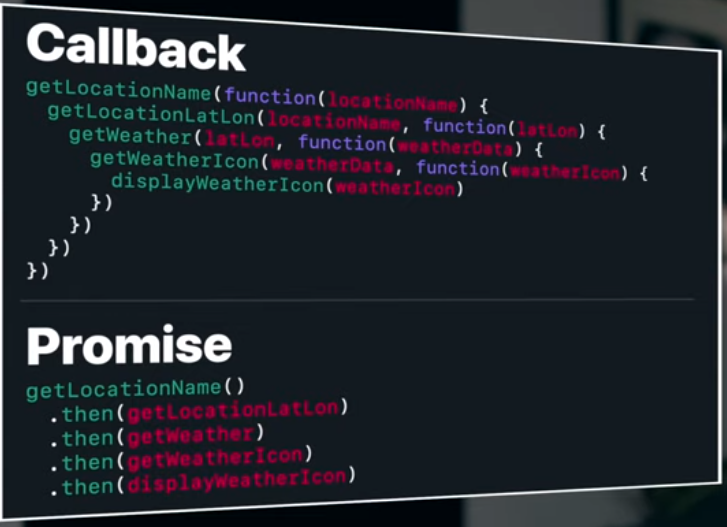 Callback
getLocationName(function(locationName) {
  getLocationLatLon(locationName, function(latLon) {
    getWeather(latLon, function(weatherData) {
      getWeatherIcon(weatherData, function(weatherIcon) {
        displayWeatherIcon(weatherIcon)
      })
    })
  })
})
Promise
getLocationName()
  .then(getLocationLatLon)
  .then(getWeather)
  .then(getWeatherIcon)
  .then(displayWeatherIcon)